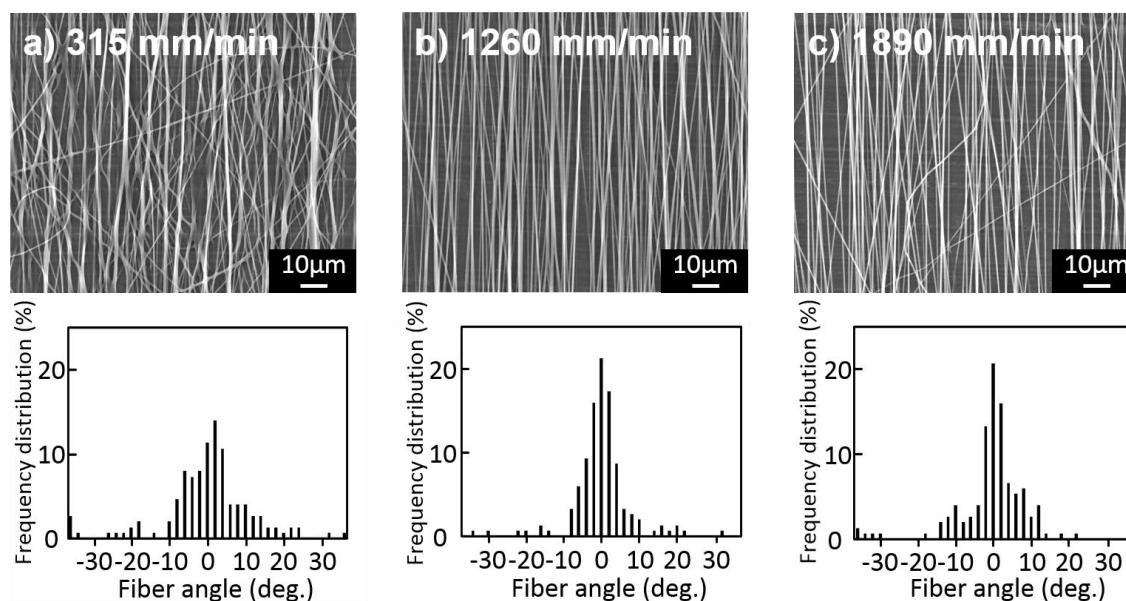 a) 315 mm/min
10μm
b) 1260 mm/min
10μm
c) 1890 mm/min
10μm
Frequency distribution (%)
20
10
0
-30 -20 -10 0 10 20 30
Fiber angle (deg.)
Frequency distribution (%)
20
10
0
-30 -20 -10 0 10 20 30
Fiber angle (deg.)
Frequency distribution (%)
20
10
0
-30 -20 -10 0 10 20 30
Fiber angle (deg.)